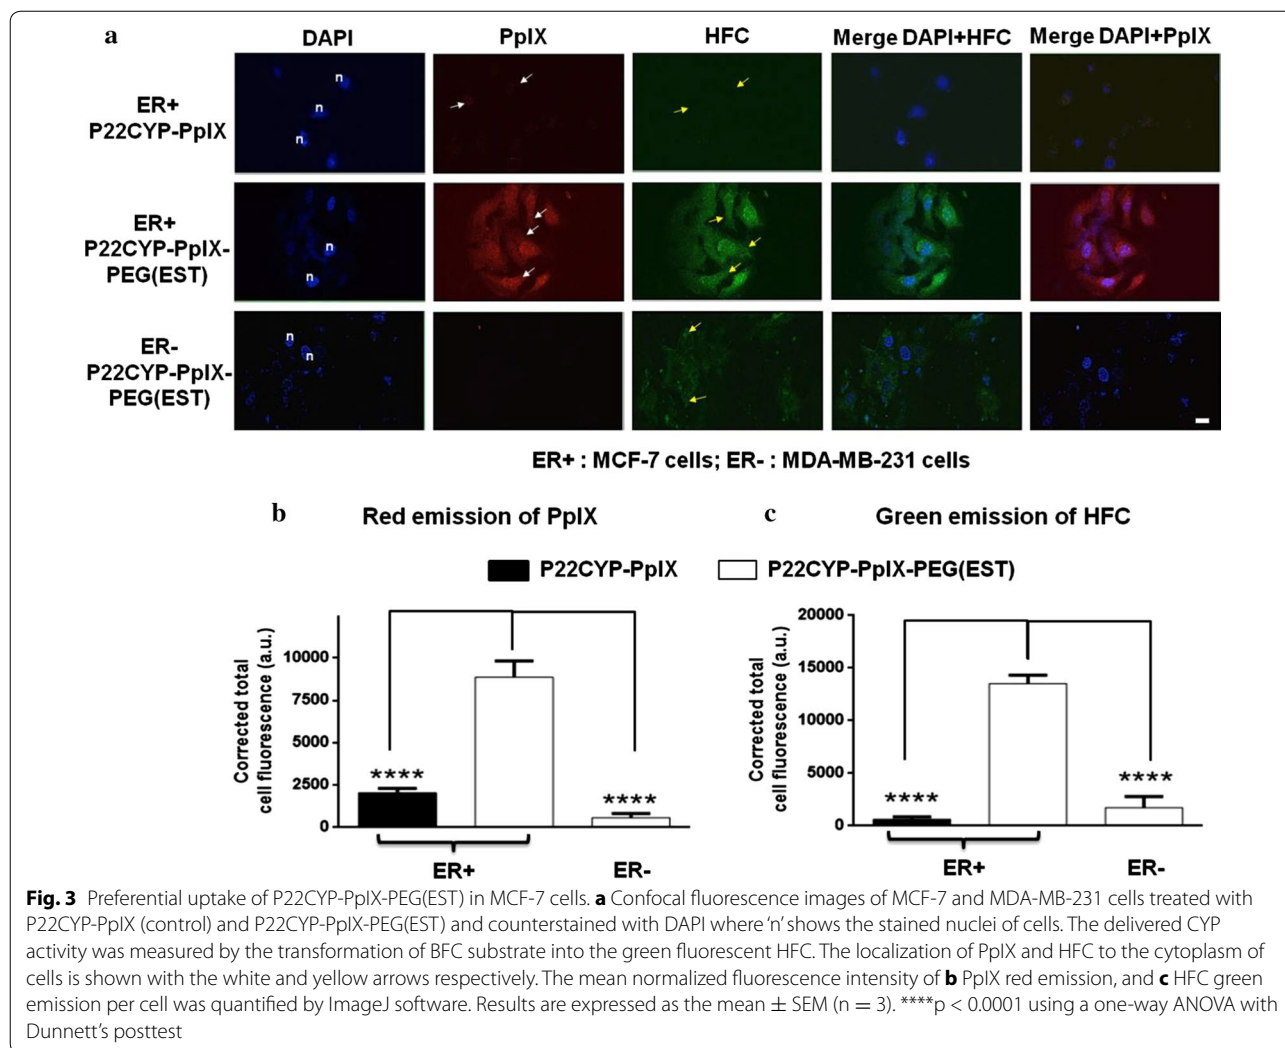 a
DAPI PpIX HFC Merge DAPI+HFC Merge DAPI+PpIX
ER+
P22CYP-PpIX
n
n
n
ER+
P22CYP-PpIX-
PEG(EST)
n
n
ER-
P22CYP-PpIX-
PEG(EST)
n
n
ER+ : MCF-7 cells; ER- : MDA-MB-231 cells
b Red emission of PpIX
c Green emission of HFC
P22CYP-PpIX P22CYP-PpIX-PEG(EST)
Corrected total
cell fluorescence (a.u.)
10000
7500
5000
2500
0
****
****
ER+ ER-
Corrected total
cell fluorescence (a.u.)
20000
15000
10000
5000
0
****
****
ER+ ER-
Fig. 3 Preferential uptake of P22CYP-PpIX-PEG(EST) in MCF-7 cells. a Confocal fluorescence images of MCF-7 and MDA-MB-231 cells treated with
P22CYP-PpIX (control) and P22CYP-PpIX-PEG(EST) and counterstained with DAPI where ‘n’ shows the stained nuclei of cells. The delivered CYP
activity was measured by the transformation of BFC substrate into the green fluorescent HFC. The localization of PpIX and HFC to the cytoplasm of
cells is shown with the white and yellow arrows respectively. The mean normalized fluorescence intensity of b PpIX red emission, and c HFC green
emission per cell was quantified by ImageJ software. Results are expressed as the mean ± SEM (n = 3). ****p < 0.0001 using a one-way ANOVA with
Dunnett’s posttest